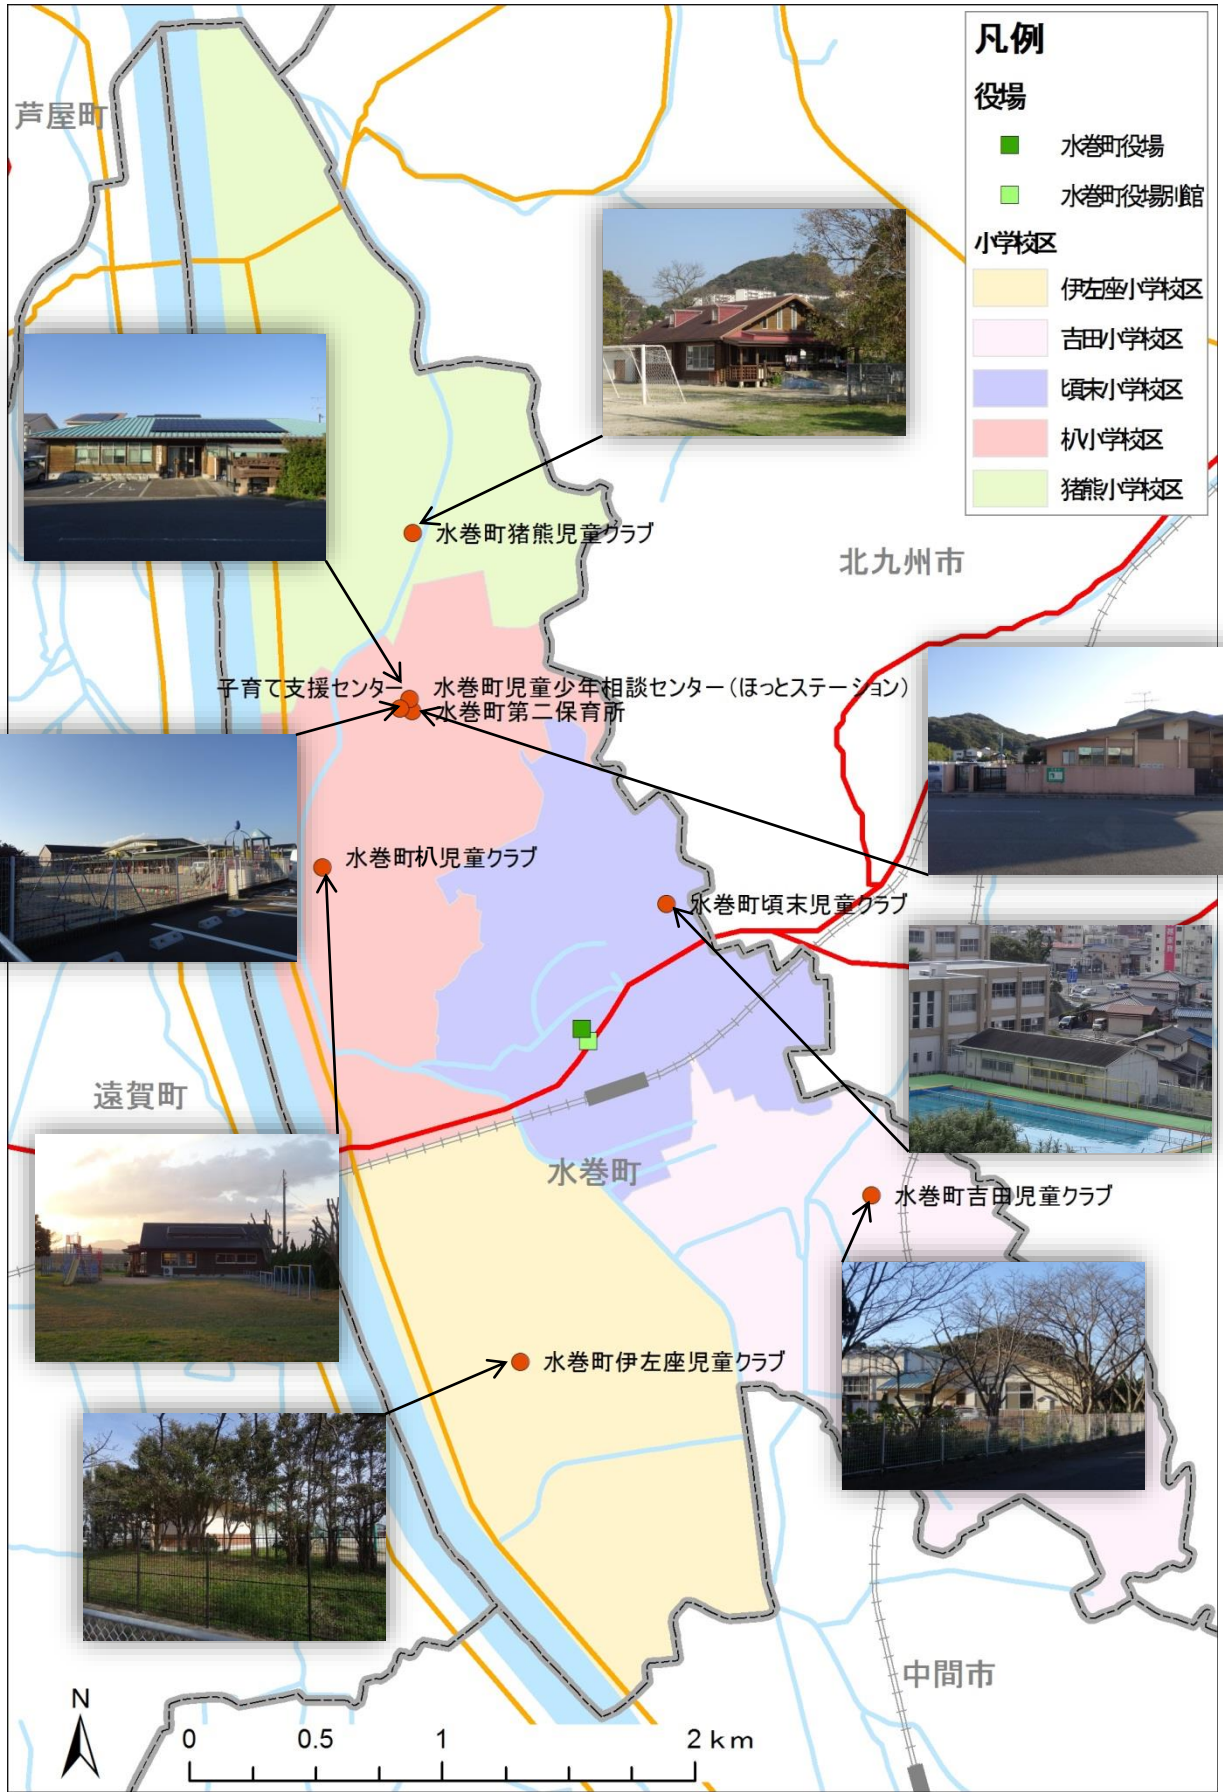 凡例
役場
水巻町役場
水巻町役場別館
小学校区
伊左座小学校区
吉田小学校区
頃末小学校区
朳小学校区
猪熊小学校区
芦屋町
水巻町猪熊児童クラブ
北九州市
子育て支援センター
水巻町児童少年相談センター（ほっとステーション）
水巻町第二保育所
水巻町朳児童クラブ
水巻町頃末児童クラブ
遠賀町
水巻町
水巻町吉田児童クラブ
水巻町伊左座児童クラブ
中間市
N
0 0.5 1 2 km